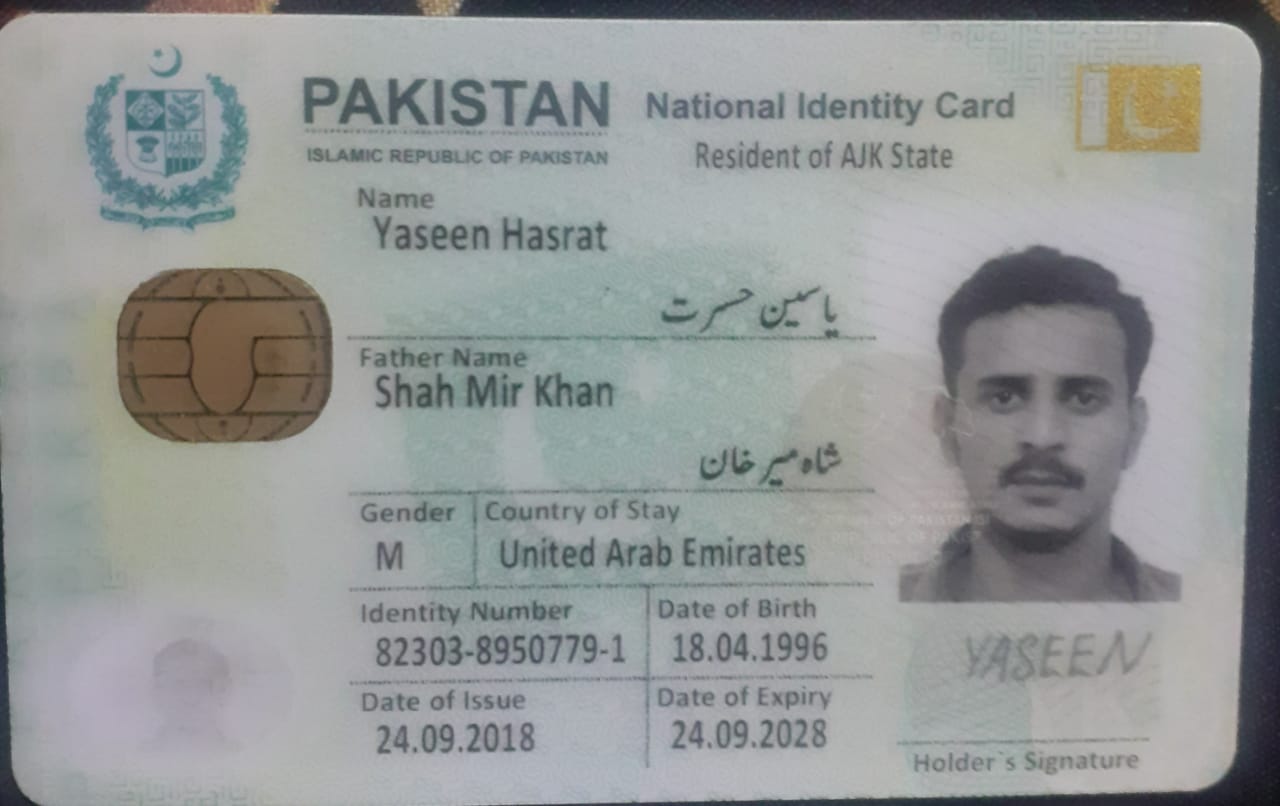 PAKISTAN National Identity Card
ISLAMIC REPUBLIC OF PAKISTAN Resident of AJK State
Name
Yaseen Hasrat
یاسین حسرت
Father Name
Shah Mir Khan
شاہ میر خان
Gender Country of Stay
M United Arab Emirates
Identity Number Date of Birth
82303-8950779-1 18.04.1996
Date of Issue Date of Expiry
24.09.2018 24.09.2028
YASEEN
Holder`s Signature